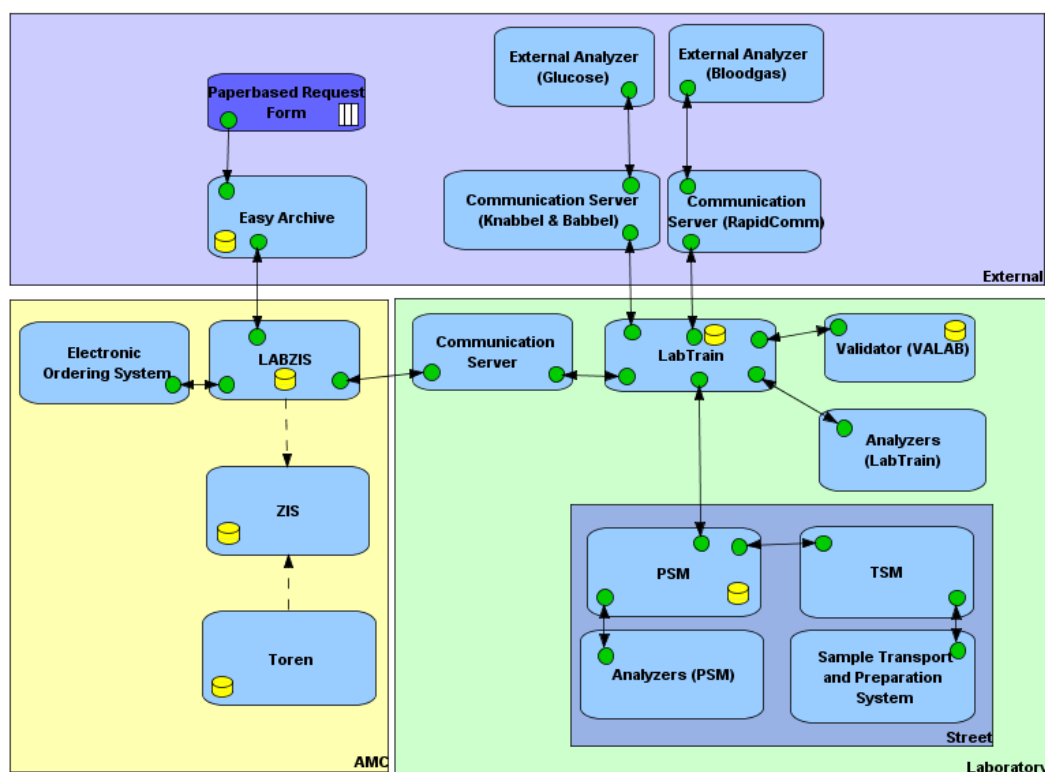 External Analyzer
(Glucose)
External Analyzer
(Bloodgas)
Paperbased Request
Form
Easy Archive
Communication Server
(Knabbel & Babbel)
Communication
Server (RapidComm)
External
Electronic
Ordering System
LABZIS
Communication
Server
LabTrain
Validator (VALAB)
Analyzers
(LabTrain)
ZIS
PSM
TSM
Toren
Analyzers (PSM)
Sample Transport
and Preparation
System
Street
AMC
Laboratory